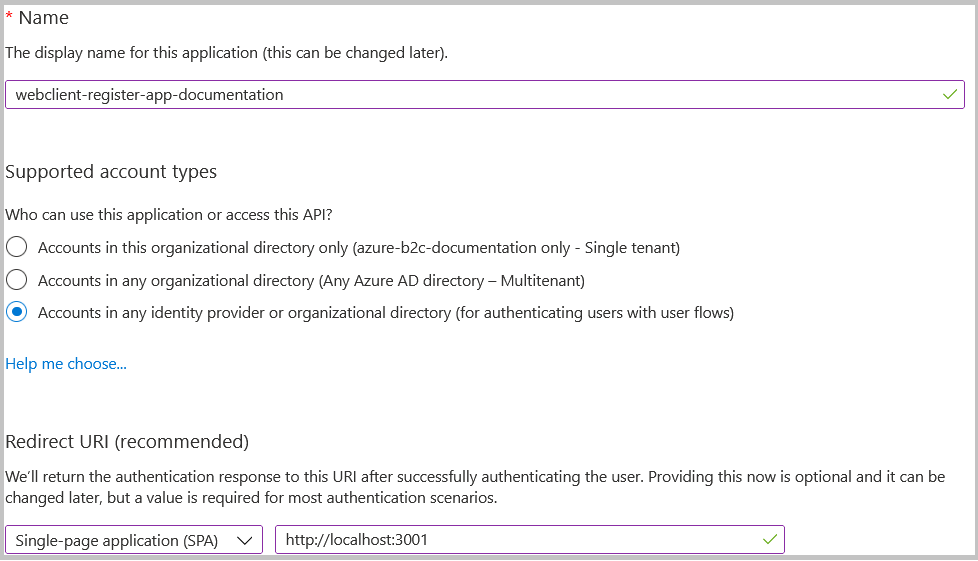 * Name
The display name for this application (this can be changed later).
webclient-register-app-documentation
Supported account types
Who can use this application or access this API?
Accounts in this organizational directory only (azure-b2c-documentation only - Single tenant)
Accounts in any organizational directory (Any Azure AD directory – Multitenant)
Accounts in any identity provider or organizational directory (for authenticating users with user flows)
Help me choose...
Redirect URI (recommended)
We’ll return the authentication response to this URI after successfully authenticating the user. Providing this now is optional and it can be
changed later, but a value is required for most authentication scenarios.
Single-page application (SPA) http://localhost:3001